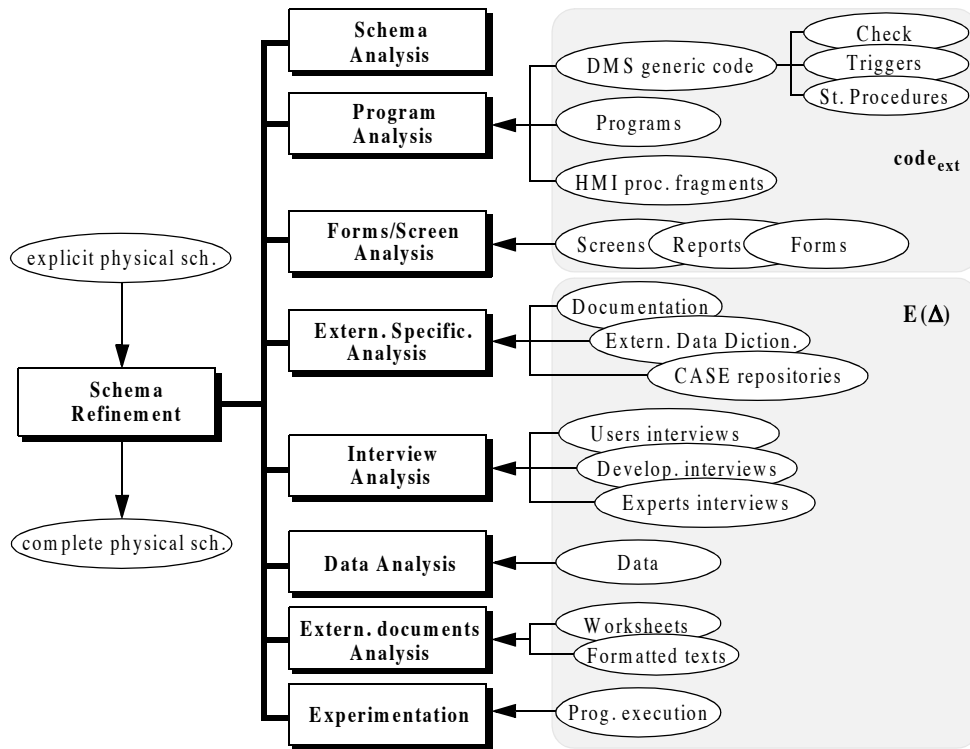 Schema
Analysis
DMS generic code
Check
Triggers
St. Procedures
Program
Analysis
Programs
HMI proc. fragments
code_ext
Forms/Screen
Analysis
Screens
Reports
Forms
explicit physical sch.
Schema
Refinement
complete physical sch.
Extern. Specific.
Analysis
Documentation
Extern. Data Diction.
CASE repositories
E(Δ)
Interview
Analysis
Users interviews
Develop. interviews
Experts interviews
Data Analysis
Data
Extern. documents
Analysis
Worksheets
Formatted texts
Experimentation
Prog. execution